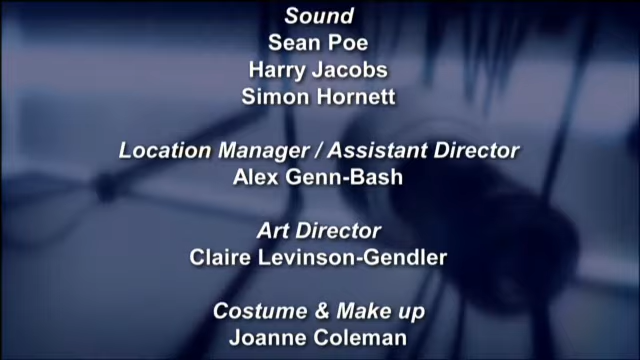 Sound
Sean Poe
Harry Jacobs
Simon Hornett
Location Manager / Assistant Director
Alex Genn-Bash
Art Director
Claire Levinson-Gendler
Costume & Make up
Joanne Coleman